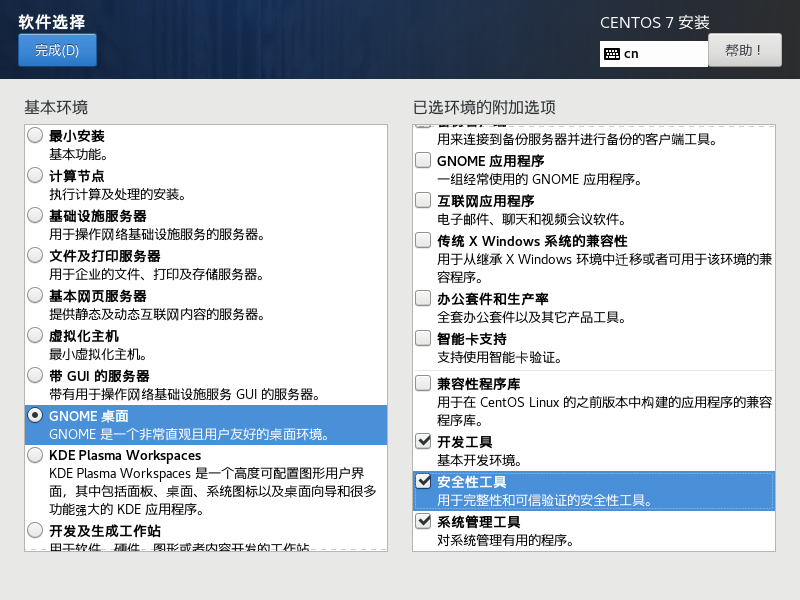 软件选择
CENTOS 7 安装
完成(D)
cn
帮助！
基本环境
最小安装
基本功能。
计算节点
执行计算及处理的安装。
基础设施服务器
用于操作网络基础设施服务的服务器。
文件及打印服务器
用于企业的文件、打印及存储服务器。
基本网页服务器
提供静态及动态互联网内容的服务器。
虚拟化主机
最小虚拟化主机。
带 GUI 的服务器
带有用于操作网络基础设施服务 GUI 的服务器。
GNOME 桌面
GNOME 是一个非常直观且用户友好的桌面环境。
KDE Plasma Workspaces
KDE Plasma Workspaces 是一个高度可配置图形用户界
面，其中包括面板、桌面、系统图标以及桌面向导和很多
功能强大的 KDE 应用程序。
开发及生成工作站
用于软件、硬件、图形或者内容开发的工作站
已选环境的附加选项
用来连接到备份服务器并进行备份的客户端工具。
GNOME 应用程序
一组经常使用的 GNOME 应用程序。
互联网应用程序
电子邮件、聊天和视频会议软件。
传统 X Windows 系统的兼容性
用于从继承 X Windows 环境中迁移或者可用于该环境的兼
容程序。
办公套件和生产率
全套办公套件以及其它产品工具。
智能卡支持
支持使用智能卡验证。
兼容性程序库
用于在 CentOS Linux 的之前版本中构建的应用程序的兼容
程序库。
开发工具
基本开发环境。
安全性工具
用于完整性和可信验证的安全性工具。
系统管理工具
对系统管理有用的程序。